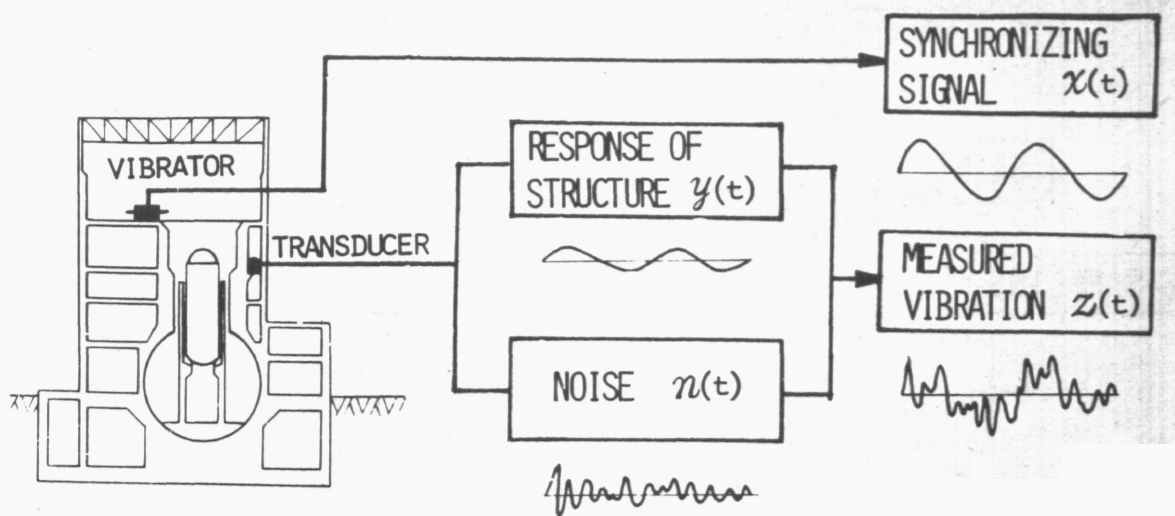 SYNCHRONIZING
SIGNAL x(t)
VIBRATOR
RESPONSE OF
STRUCTURE y(t)
TRANSDUCER
MEASURED
VIBRATION z(t)
NOISE n(t)